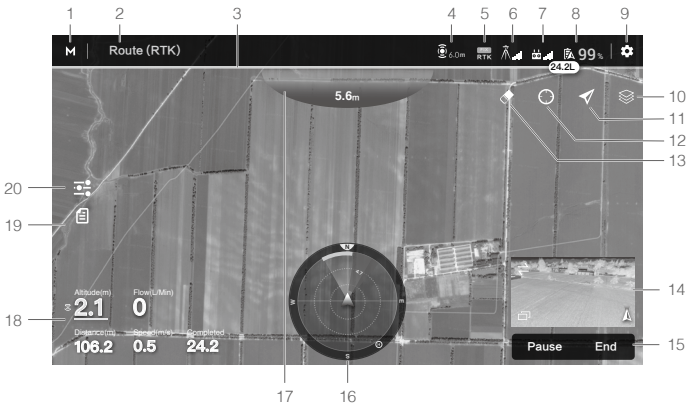 1 2 3 4 5 6 7 8 9
M Route (RTK) 6.0m RTK 99%
24.2L
5.6m
10
11
12
13
20
19
N
4.7
W E
S
Altitude(m) Flow(L/Min)
2.1 0
18
Distance(m) Speed(m/s) Completed
106.2 0.5 24.2
14
Pause End 15
17 16